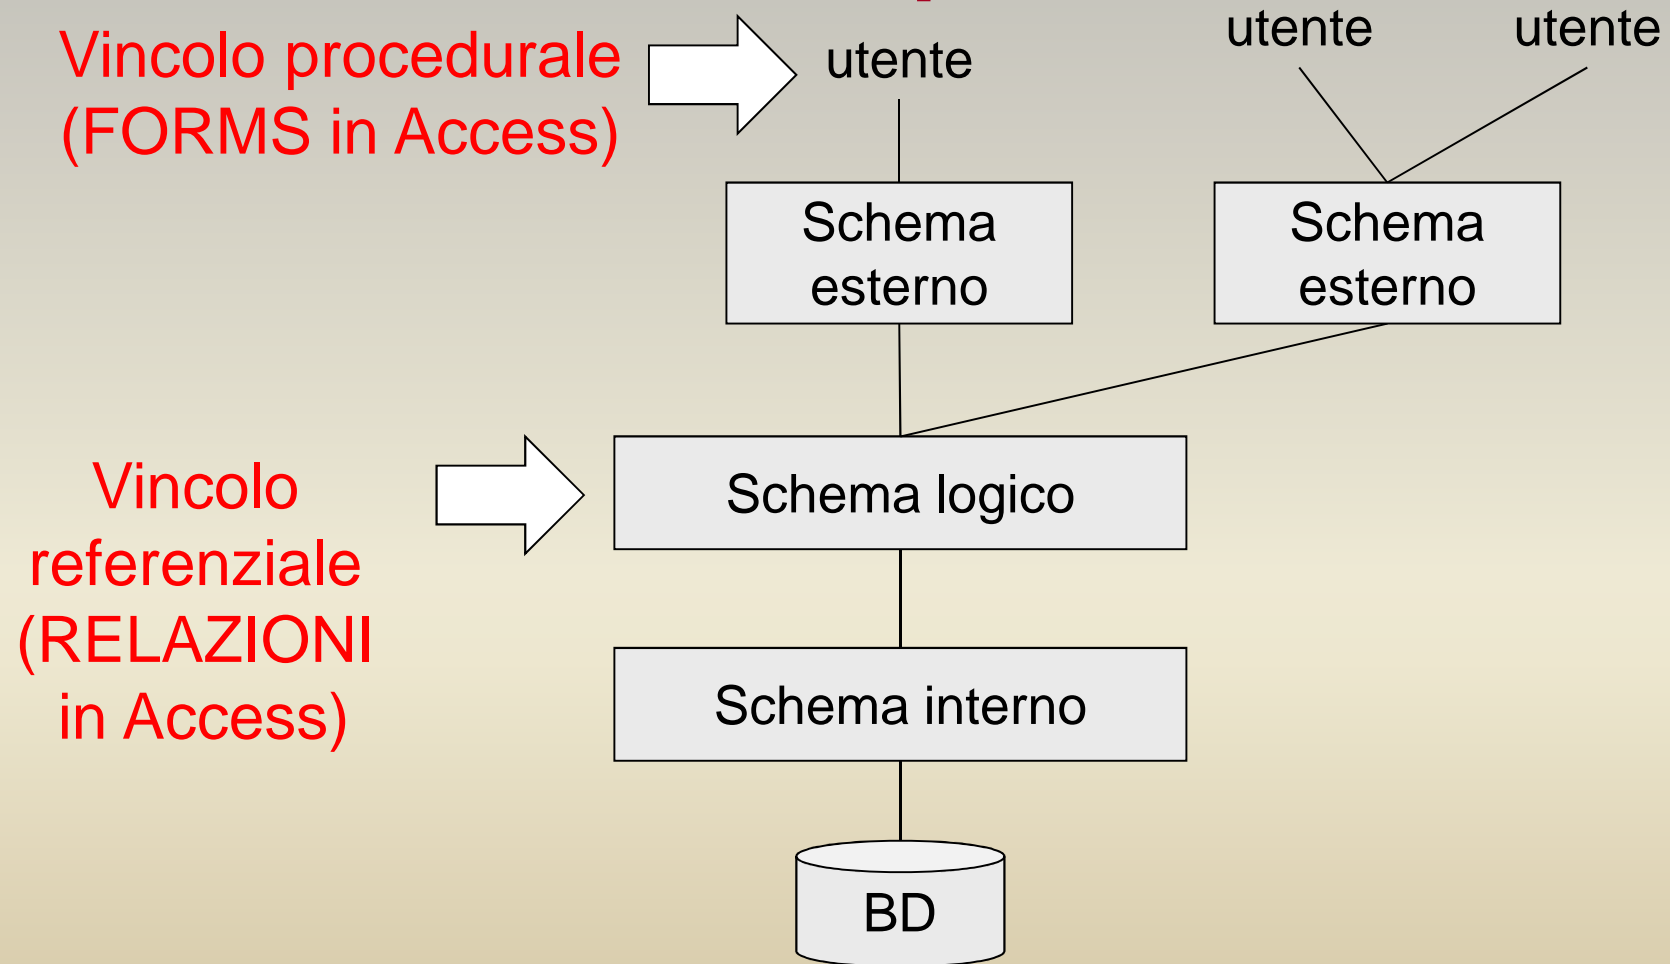 Vincolo procedurale
(FORMS in Access)
utente
utente
utente
Schema
esterno
Schema
esterno
Vincolo
referenziale
(RELAZIONI
in Access)
Schema logico
Schema interno
BD